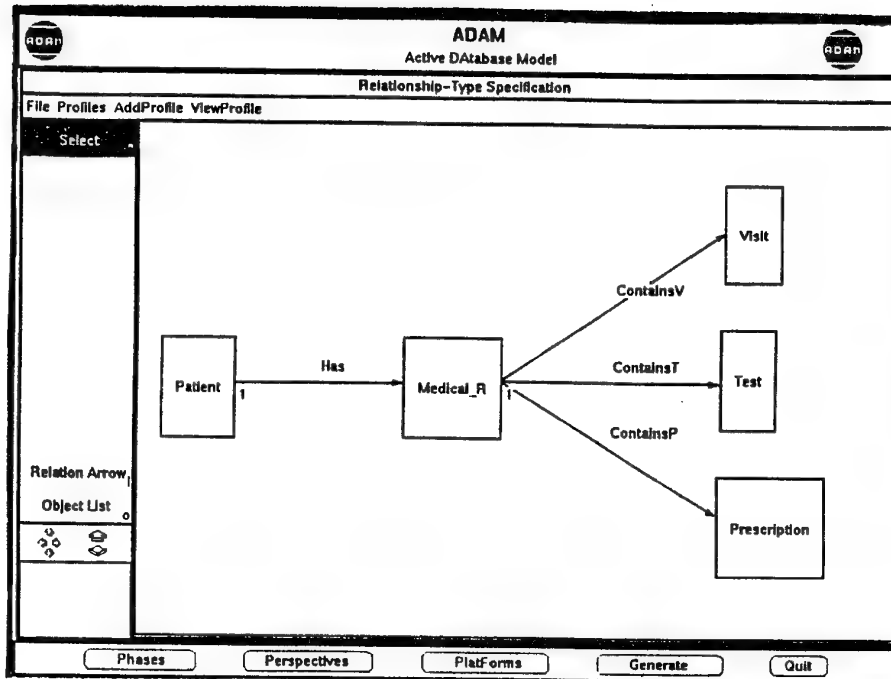 ADAM
ADAM
ADAM
Active DAtabase Model
Relationship-Type Specification
File Profiles AddProfile ViewProfile
Select
Visit
ContainsV
Patient
1
Has
Medical_R
1
ContainsT
Test
ContainsP
Prescription
Relation Arrow
Object List
Phases
Perspectives
PlatForms
Generate
Quit